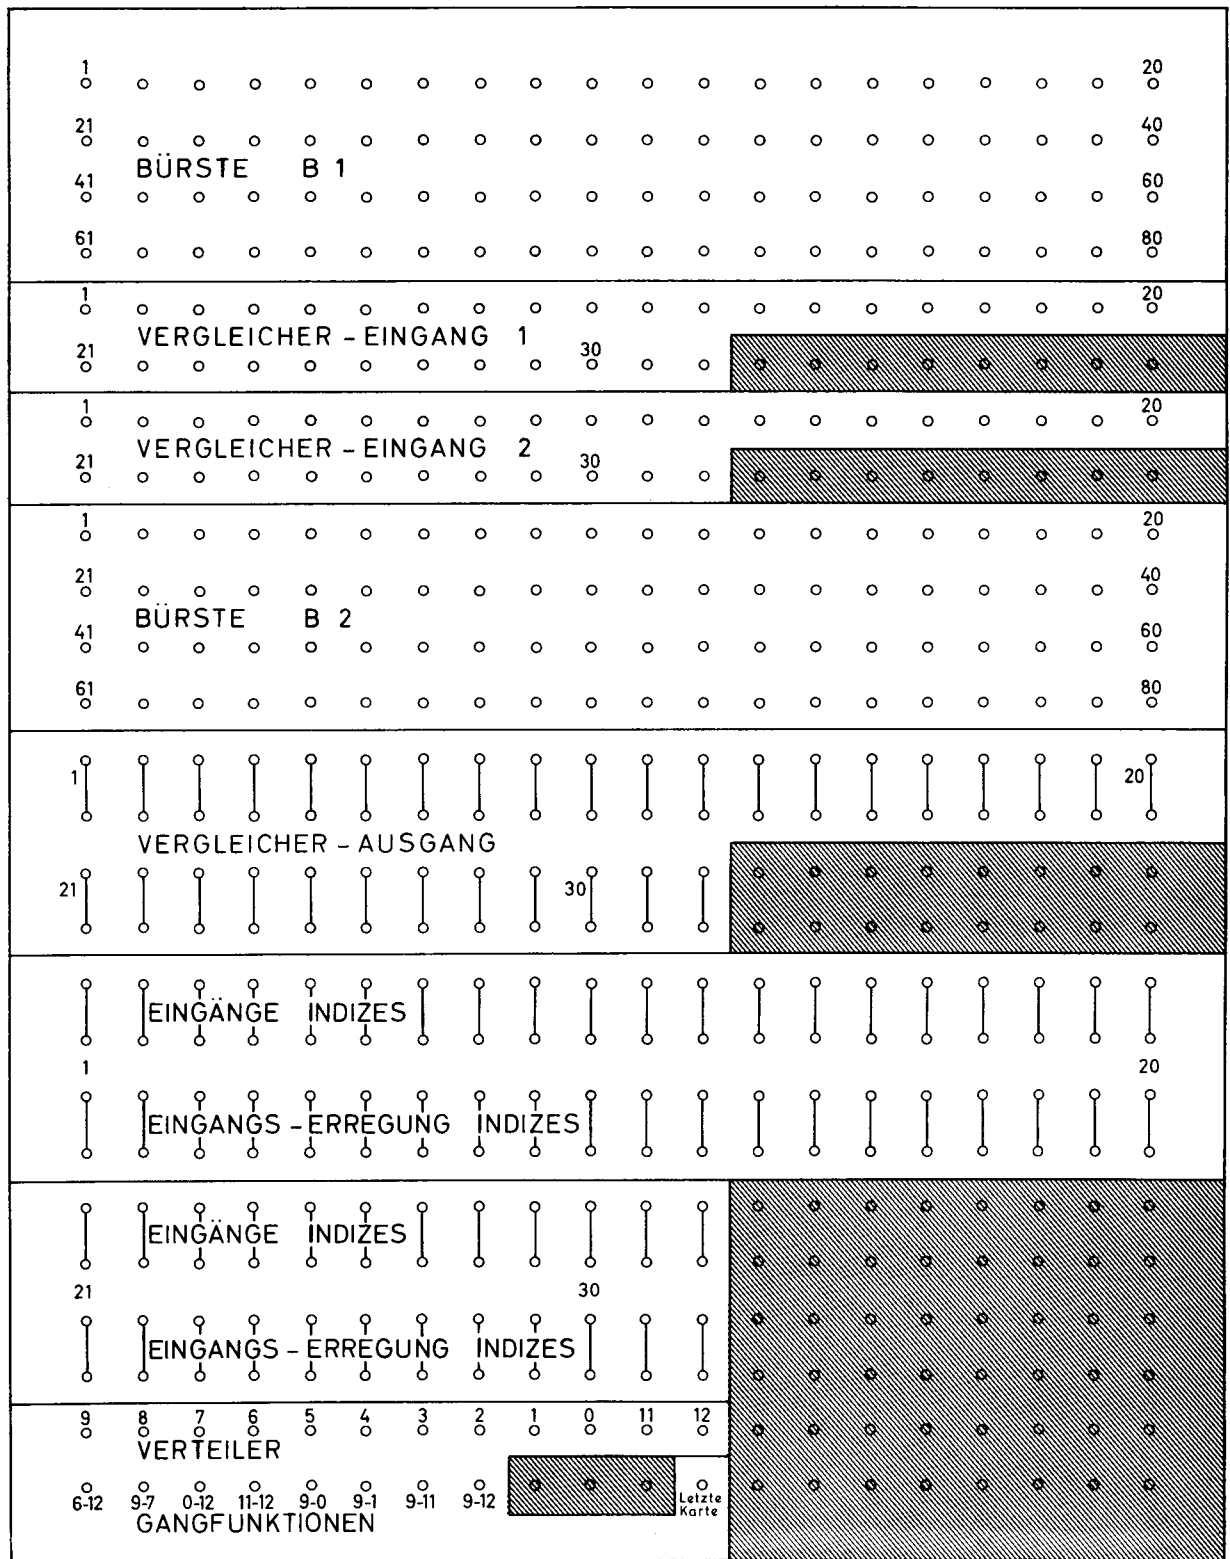 1 20
21 40
BÜRSTE B 1
41 60
61 80
1 20
VERGLEICHER - EINGANG 1
21 30
1 20
VERGLEICHER - EINGANG 2
21 30
1 20
21 40
BÜRSTE B 2
41 60
61 80
1 20
VERGLEICHER - AUSGANG
21 30
EINGÄNGE INDIZES
1 20
EINGANGS - ERREGUNG INDIZES
EINGÄNGE INDIZES
21 30
EINGANGS - ERREGUNG INDIZES
9 8 7 6 5 4 3 2 1 0 11 12
VERTEILER
6-12 9-7 0-12 11-12 9-0 9-1 9-11 9-12 Letzte
Karte
GANGFUNKTIONEN